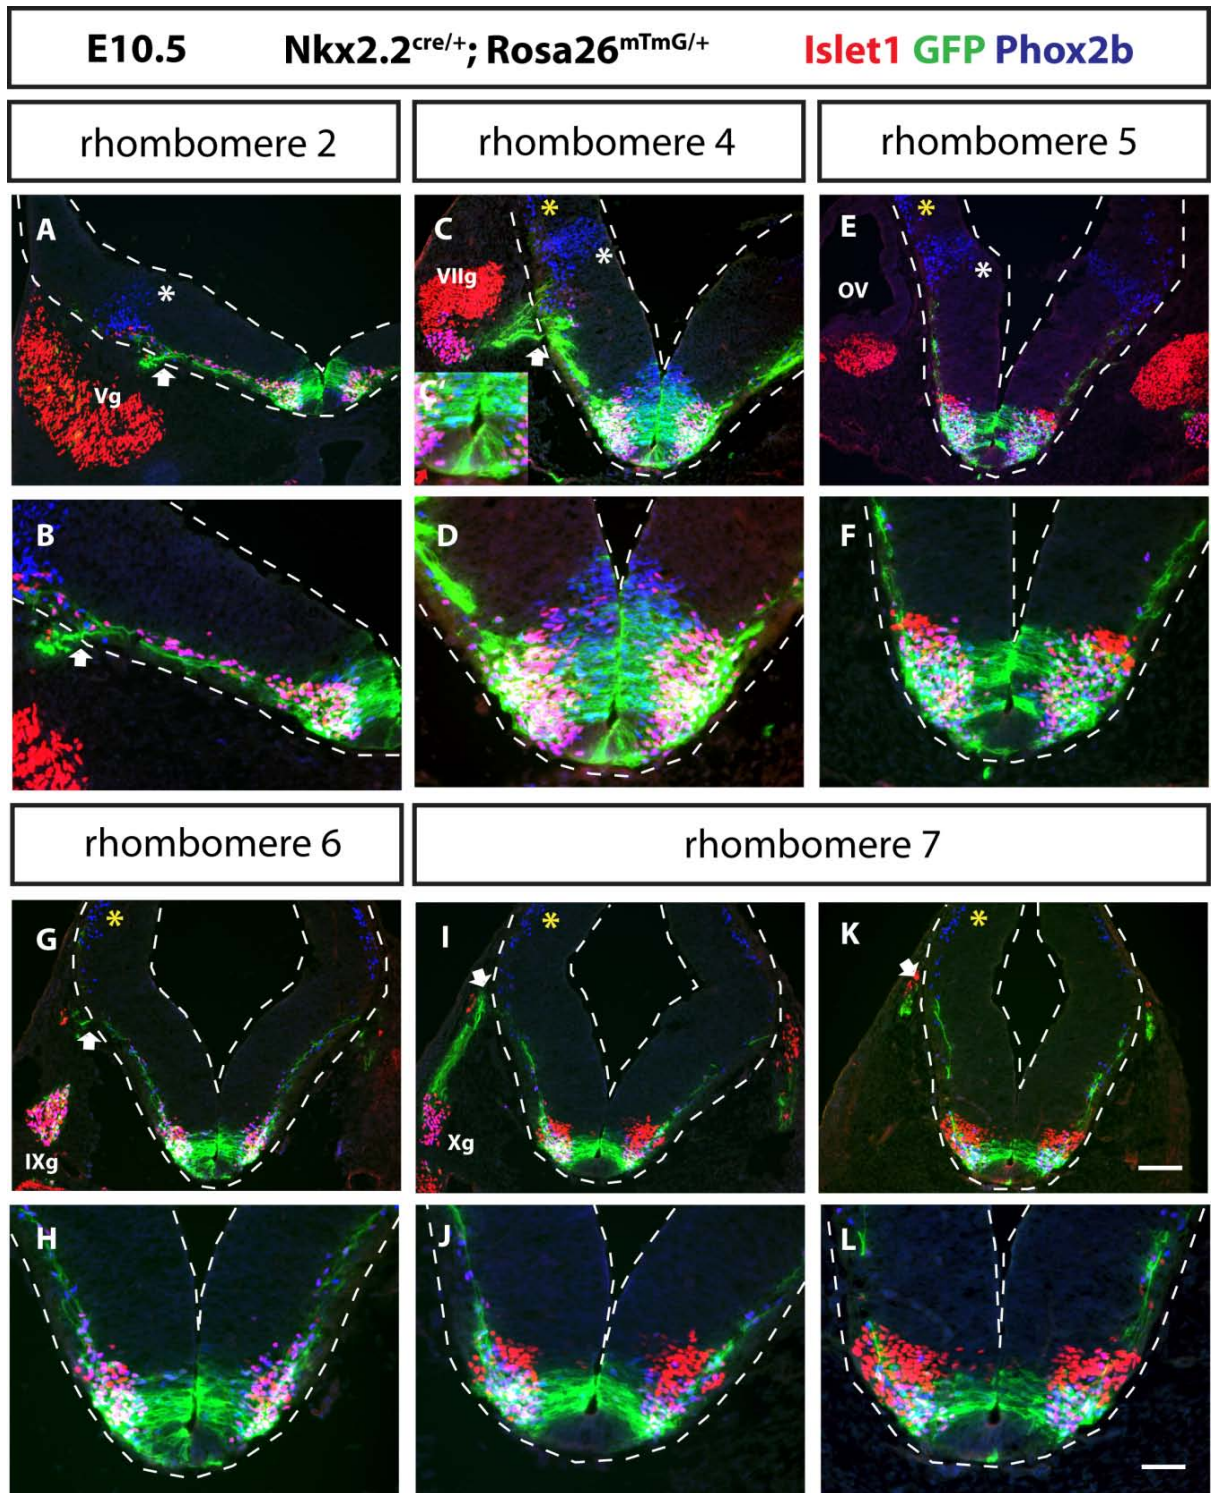 E10.5 Nkx2.2cre/+; Rosa26mTmG/+ Islet1 GFP Phox2b
rhombomere 2 rhombomere 4 rhombomere 5
A * Vg
C * * VIIg C'
E * * OV
B D F
rhombomere 6 rhombomere 7
G * IXg
I * Xg
K *
H J L